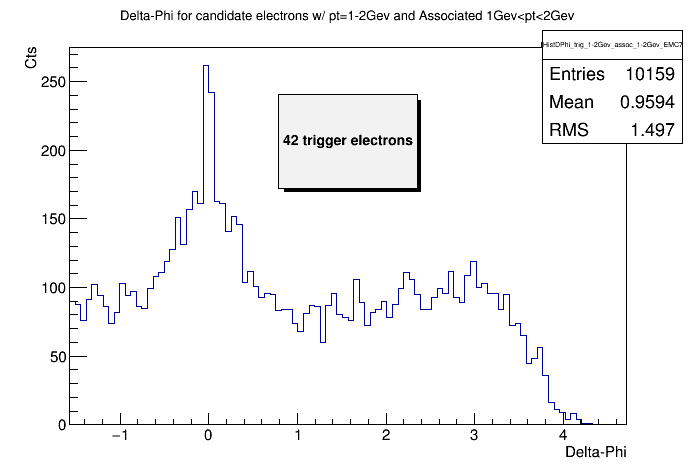 Delta-Phi for candidate electrons w/ pt=1-2Gev and Associated 1Gev<pt<2Gev
HistDPhi_trig_1-2Gev_assoc_1-2Gev_EMC7
Entries 10159
Mean 0.9594
RMS 1.497
Cts
250
42 trigger electrons
200
150
100
50
0
−1 0 1 2 3 4
Delta-Phi